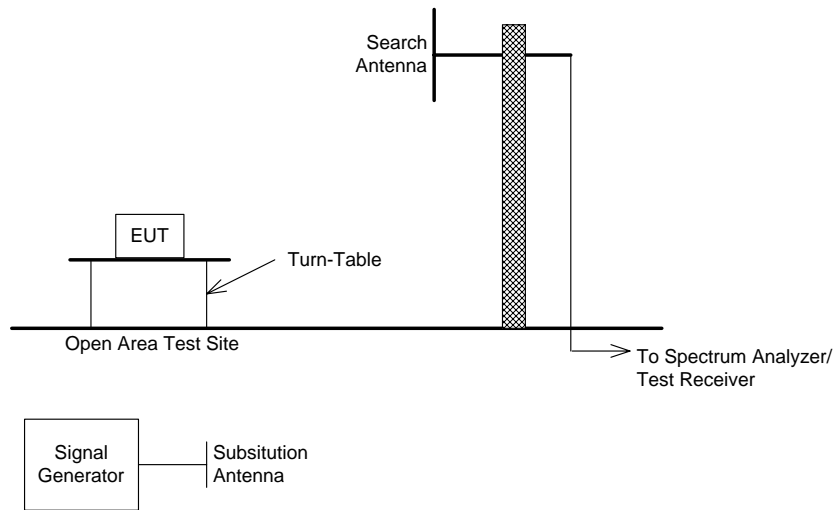 Search
Antenna
EUT
Turn-Table
Open Area Test Site
To Spectrum Analyzer/
Test Receiver
Signal
Generator
Subsitution
Antenna